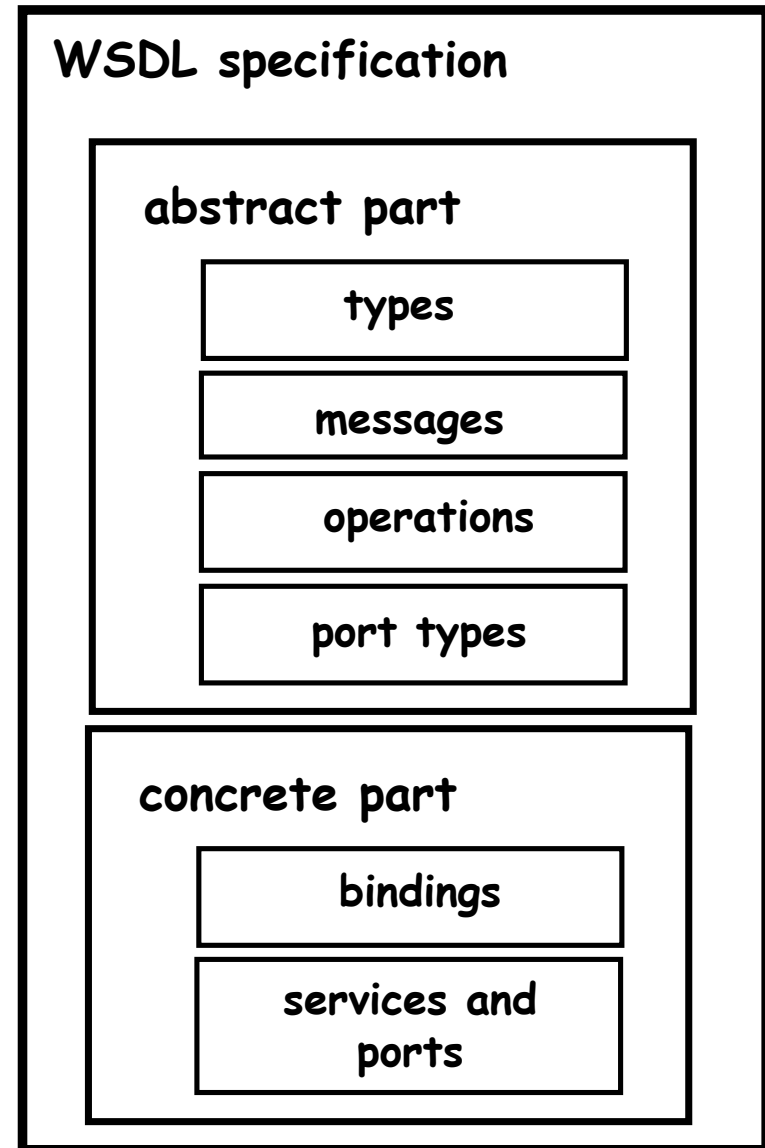 WSDL specification
abstract part
types
messages
operations
port types
concrete part
bindings
services and
ports